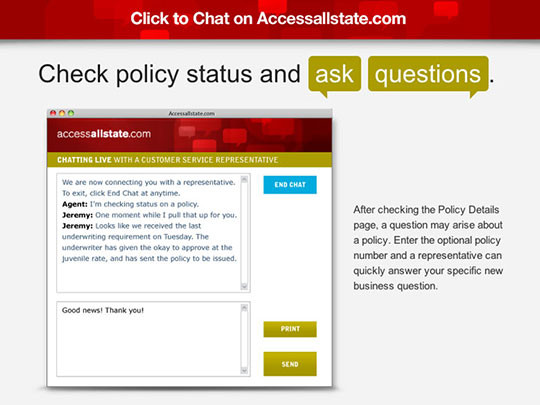 Click to Chat on Accessallstate.com
Check policy status and ask questions.
Accessallstate.com
accessallstate.com
CHATTING LIVE WITH A CUSTOMER SERVICE REPRESENTATIVE
We are now connecting you with a representative.
To exit, click End Chat at anytime.
Agent: I'm checking status on a policy.
Jeremy: One moment while I pull that up for you.
Jeremy: Looks like we received the last
underwriting requirement on Tuesday. The
underwriter has given the okay to approve at the
juvenile rate, and has sent the policy to be issued.
END CHAT
Good news! Thank you!
PRINT
SEND
After checking the Policy Details
page, a question may arise about
a policy. Enter the optional policy
number and a representative can
quickly answer your specific new
business question.